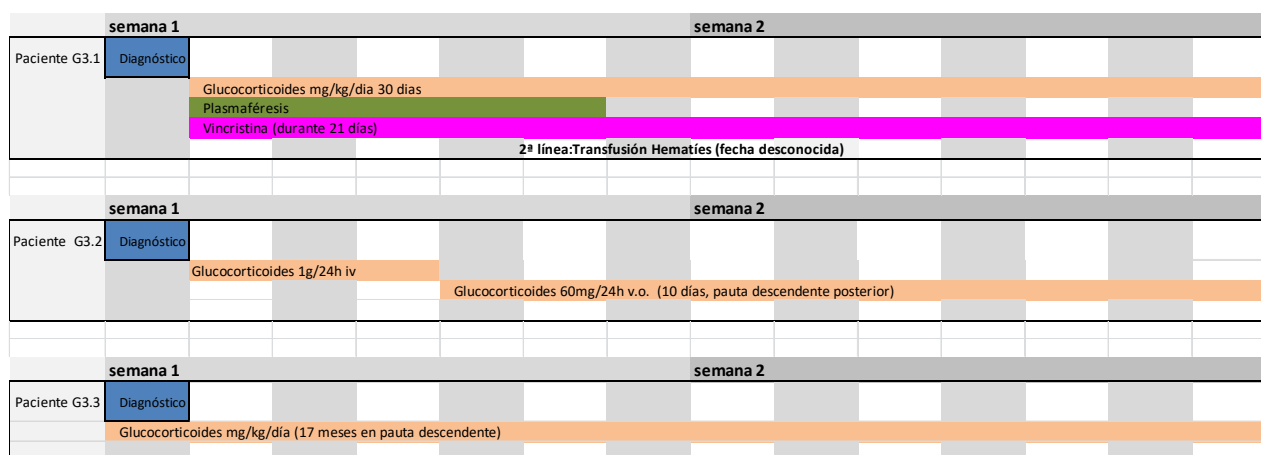 semana 1 semana 2
Paciente G3.1 Diagnóstico
Glucocorticoides mg/kg/dia 30 dias
Plasmaféresis
Vincristina (durante 21 días)
2ª línea:Transfusión Hematíes (fecha desconocida)
semana 1 semana 2
Paciente G3.2 Diagnóstico
Glucocorticoides 1g/24h iv
Glucocorticoides 60mg/24h v.o. (10 días, pauta descendente posterior)
semana 1 semana 2
Paciente G3.3 Diagnóstico
Glucocorticoides mg/kg/día (17 meses en pauta descendente)